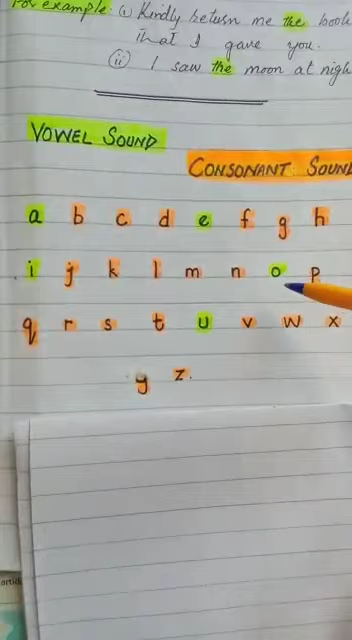 For example: (i) Kindly return me the book
that I gave you.
(ii) I saw the moon at nigh
VOWEL SOUND
CONSONANT SOUND
a b c d e f g h
i j k l m n o p
q r s t u v w x
y z.